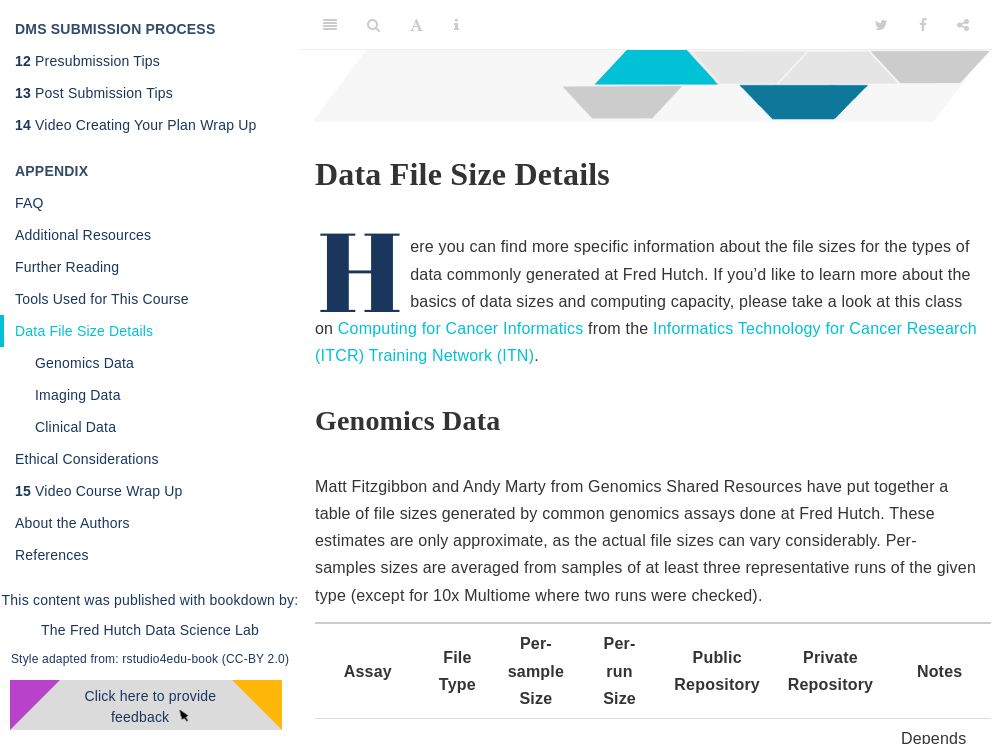 DMS SUBMISSION PROCESS
12 Presubmission Tips
13 Post Submission Tips
14 Video Creating Your Plan Wrap Up
APPENDIX
FAQ
Additional Resources
Further Reading
Tools Used for This Course
Data File Size Details
Genomics Data
Imaging Data
Clinical Data
Ethical Considerations
15 Video Course Wrap Up
About the Authors
References
This content was published with bookdown by:
The Fred Hutch Data Science Lab
Style adapted from: rstudio4edu-book (CC-BY 2.0)
Click here to provide
feedback
A
Data File Size Details
Here you can find more specific information about the file sizes for the types of
data commonly generated at Fred Hutch. If you’d like to learn more about the
basics of data sizes and computing capacity, please take a look at this class
on Computing for Cancer Informatics from the Informatics Technology for Cancer Research
(ITCR) Training Network (ITN).
Genomics Data
Matt Fitzgibbon and Andy Marty from Genomics Shared Resources have put together a
table of file sizes generated by common genomics assays done at Fred Hutch. These
estimates are only approximate, as the actual file sizes can vary considerably. Per-
samples sizes are averaged from samples of at least three representative runs of the given
type (except for 10x Multiome where two runs were checked).
Assay
File
Type
Per-
sample
Size
Per-
run
Size
Public
Repository
Private
Repository
Notes
Depends